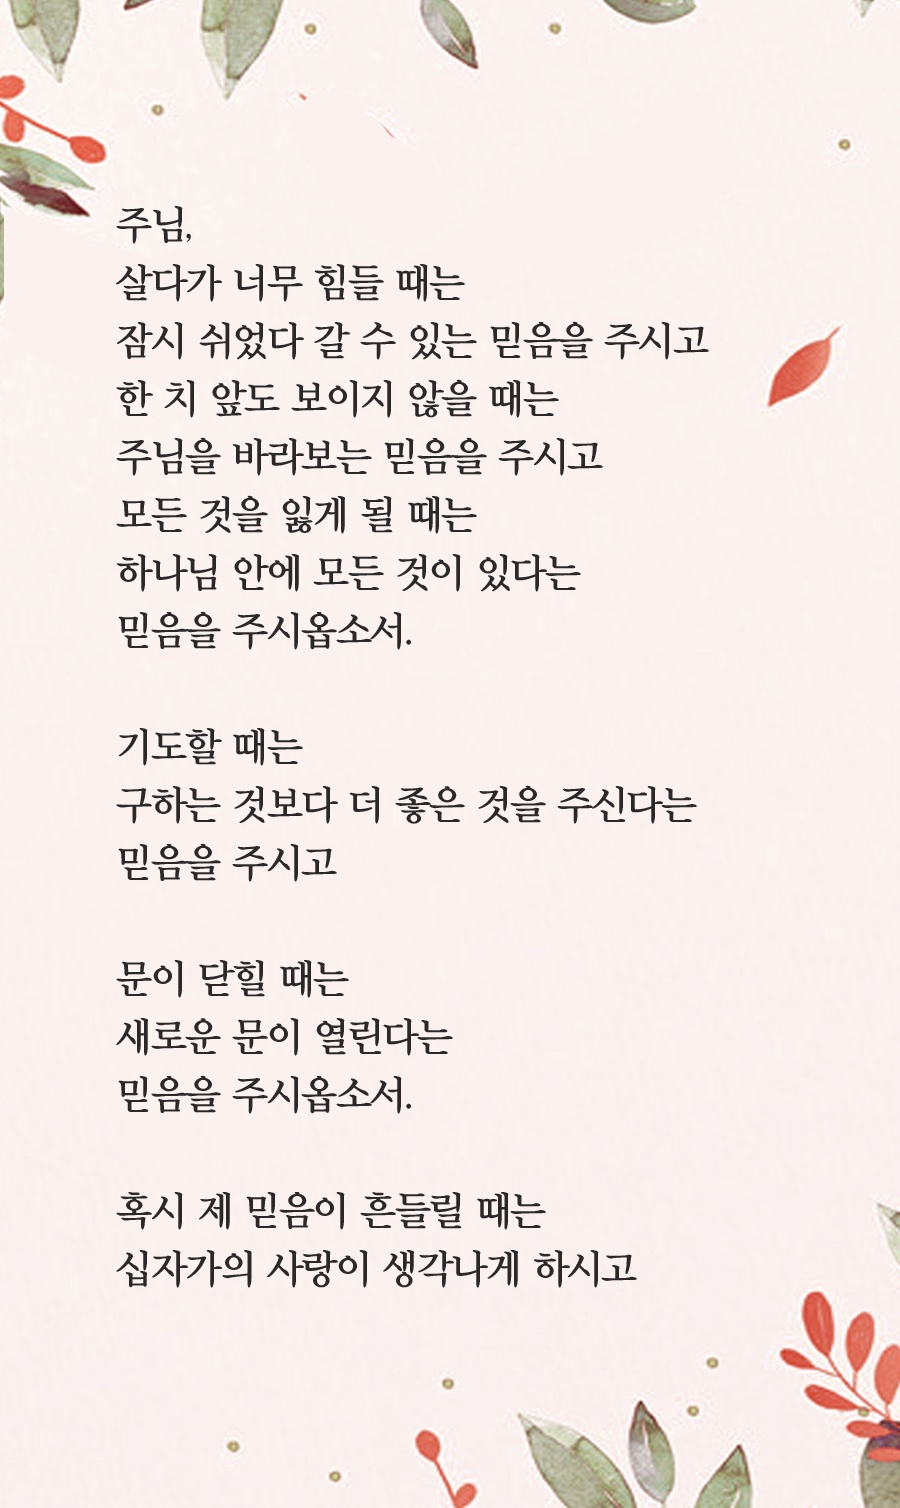 주님,
살다가 너무 힘들 때는
잠시 쉬었다 갈 수 있는 믿음을 주시고
한 치 앞도 보이지 않을 때는
주님을 바라보는 믿음을 주시고
모든 것을 잃게 될 때는
하나님 안에 모든 것이 있다는
믿음을 주시옵소서.
기도할 때는
구하는 것보다 더 좋은 것을 주신다는
믿음을 주시고
문이 닫힐 때는
새로운 문이 열린다는
믿음을 주시옵소서.
혹시 제 믿음이 흔들릴 때는
십자가의 사랑이 생각나게 하시고